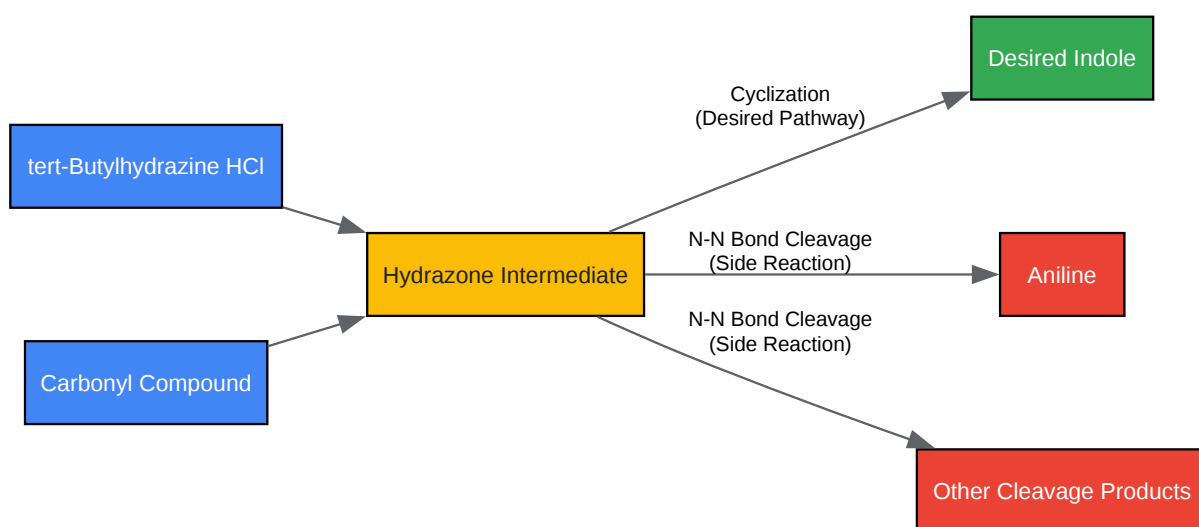 Desired Indole
Cyclization
(Desired Pathway)
tert-Butylhydrazine HCl
N-N Bond Cleavage
(Side Reaction)
Hydrazone Intermediate
Aniline
N-N Bond Cleavage
(Side Reaction)
Carbonyl Compound
Other Cleavage Products